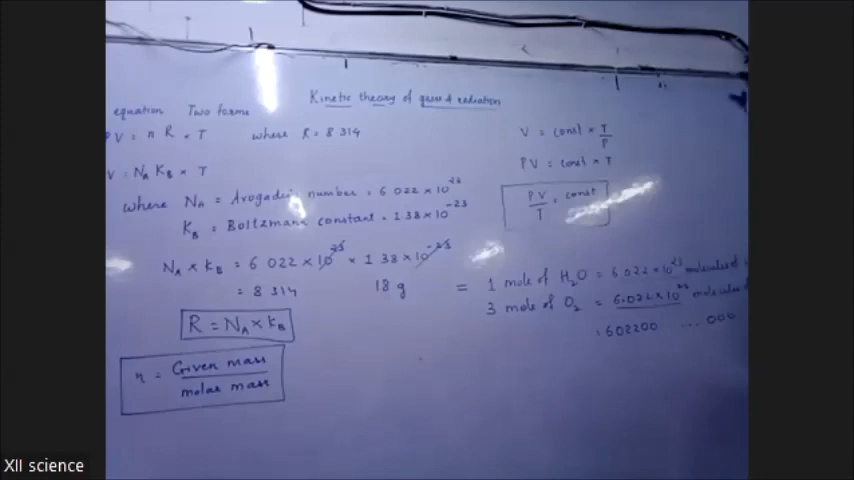 Kinetic theory of gases & radiation
equation Two forms
PV = n R × T where R = 8.314
V = NA KB × T
where NA = Avogadro's number = 6.022 × 10^23
KB = Boltzmann constant = 1.38 × 10^-23
NA × KB = 6.022 × 10^23 × 1.38 × 10^-23
= 8.314
R = NA × KB
n = Given mass / molar mass
V = const × T/P
PV = const × T
PV/T = const
18 g = 1 mole of H2O = 6.022 × 10^23 molecules of H
3 mole of O2 = 6.022 × 10^23 molecules
= 602200 ... 000
XII science